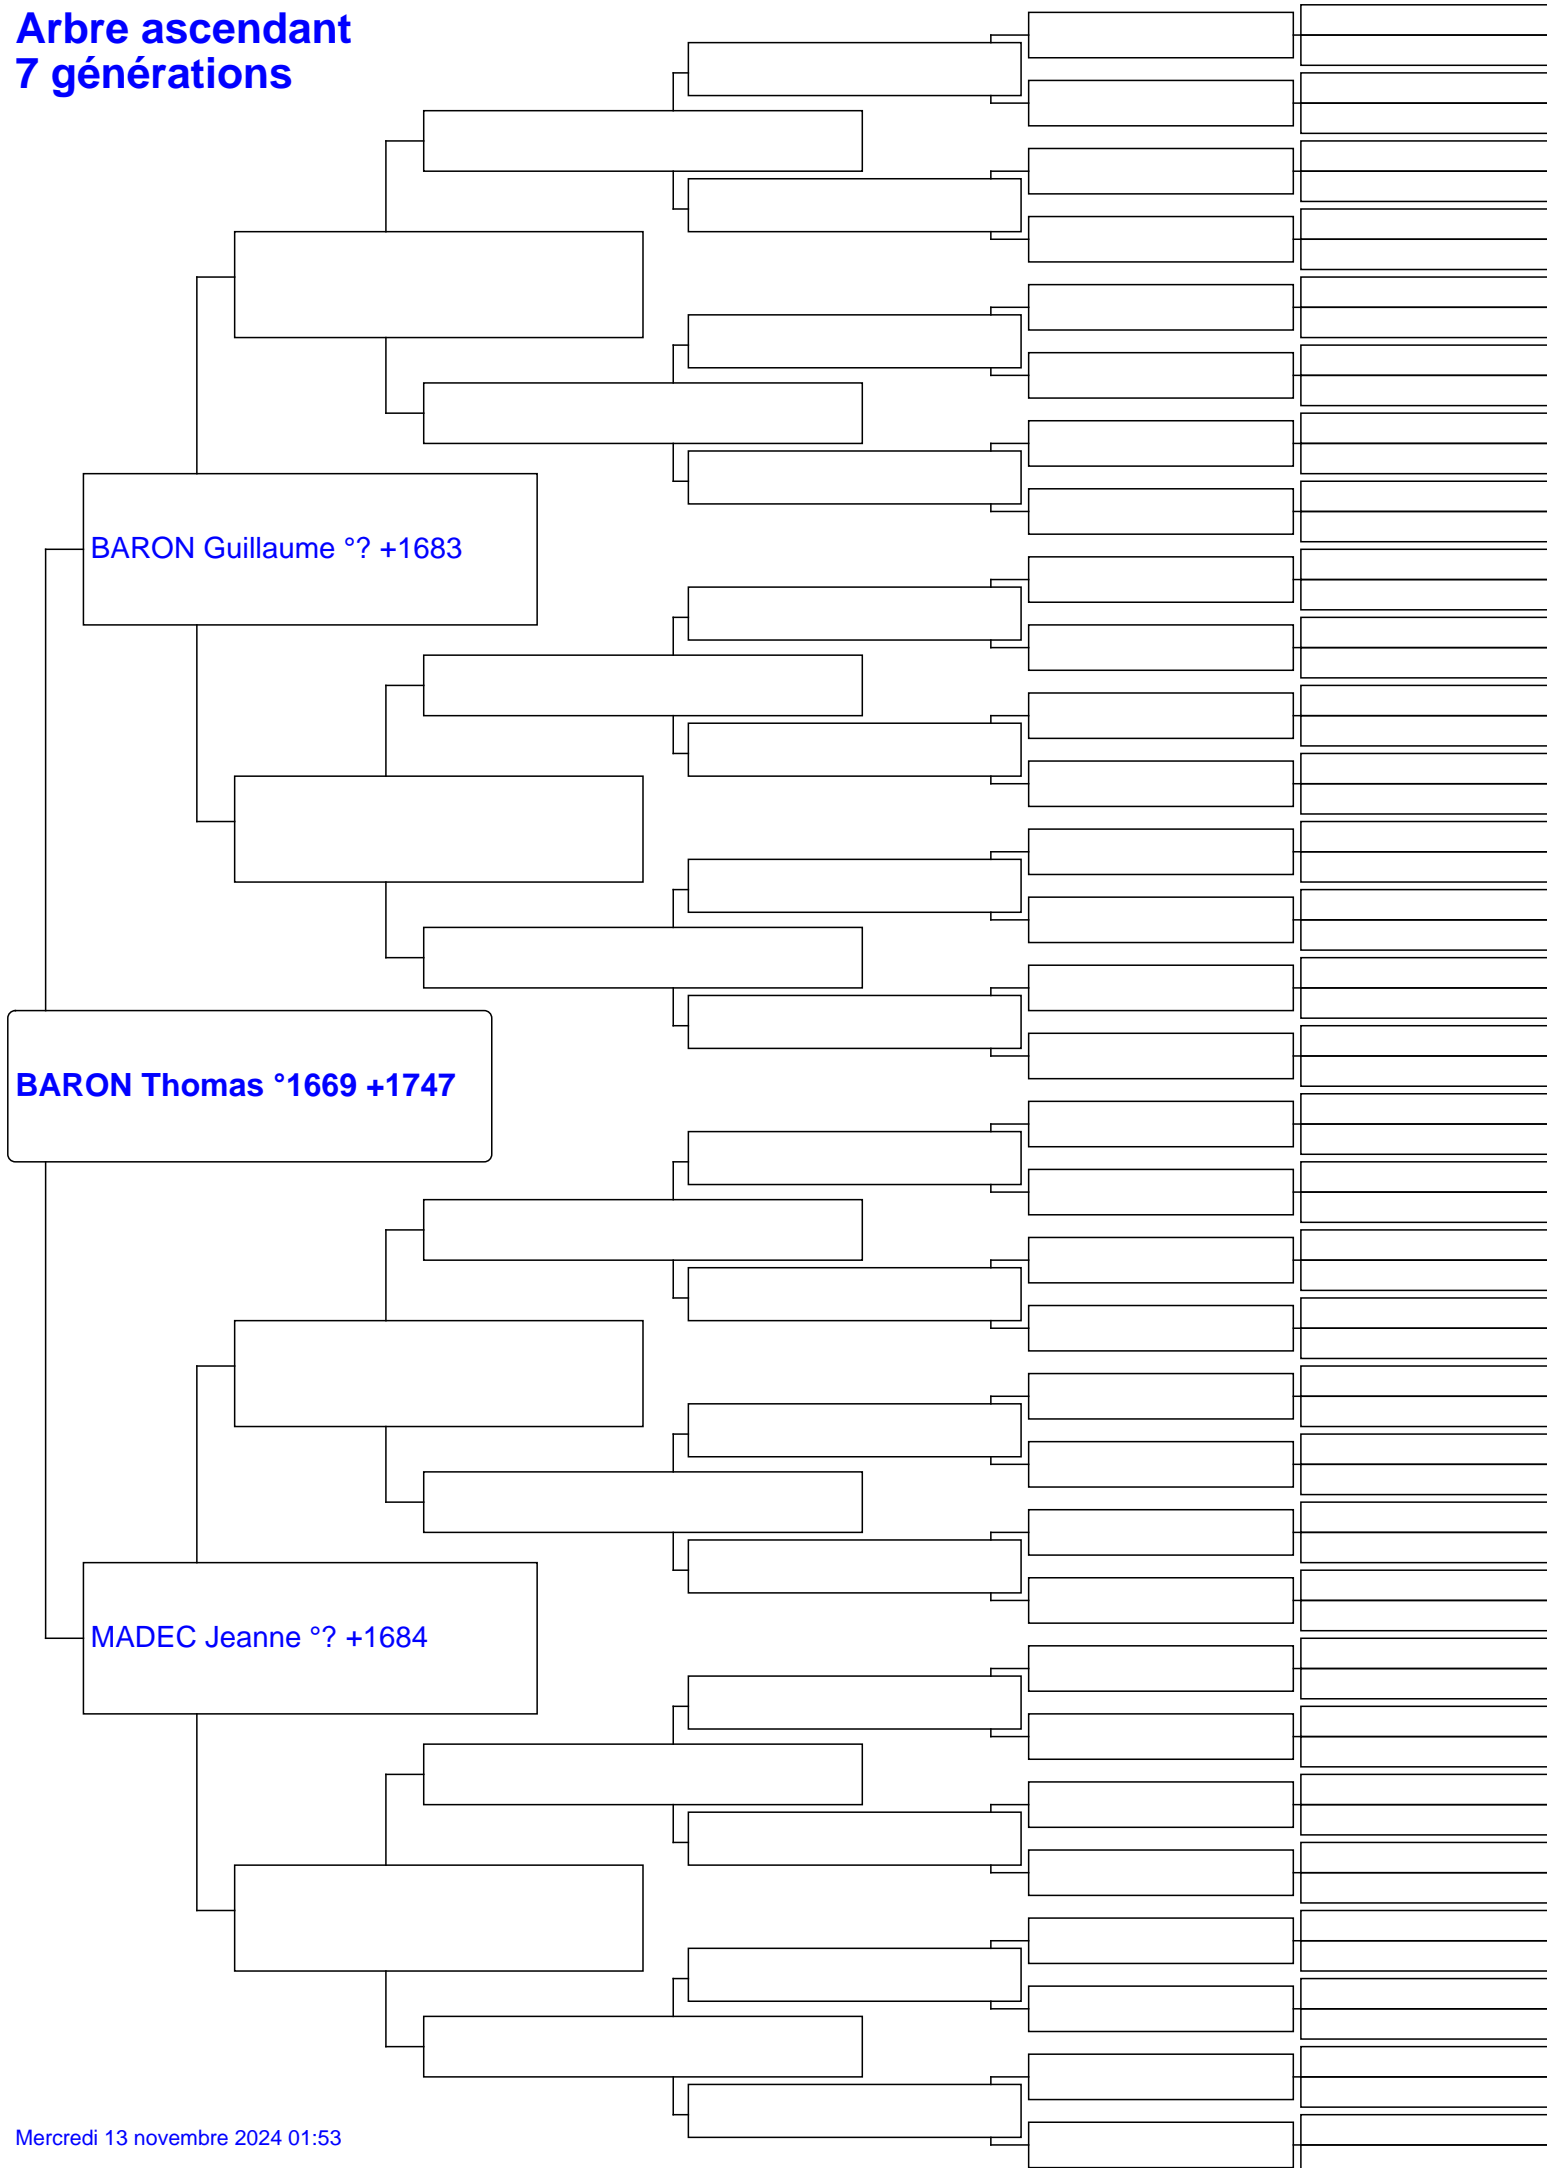 Arbre ascendant
7 générations
BARON Guillaume °? +1683
BARON Thomas °1669 +1747
MADEC Jeanne °? +1684
Mercredi 13 novembre 2024 01:53